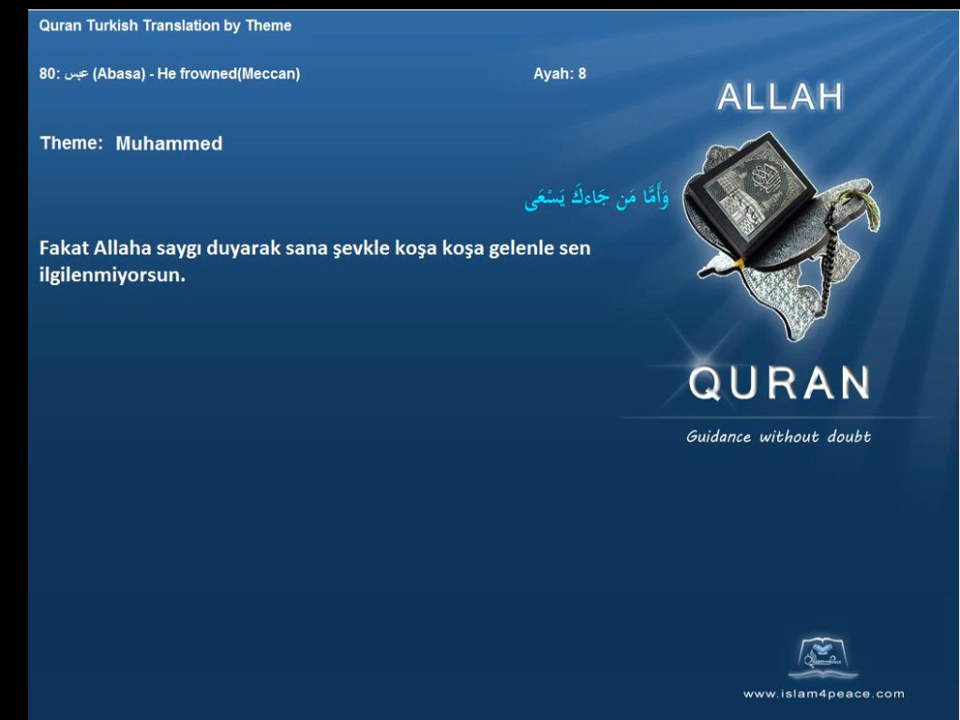 Quran Turkish Translation by Theme
80: عبس (Abasa) - He frowned(Meccan) Ayah: 8
ALLAH
Theme: Muhammed
وَأَمَّا مَن جَاءكَ يَسْعَى
Fakat Allaha saygı duyarak sana şevkle koşa koşa gelenle sen
ilgilenmiyorsun.
QURAN
Guidance without doubt
www.islam4peace.com